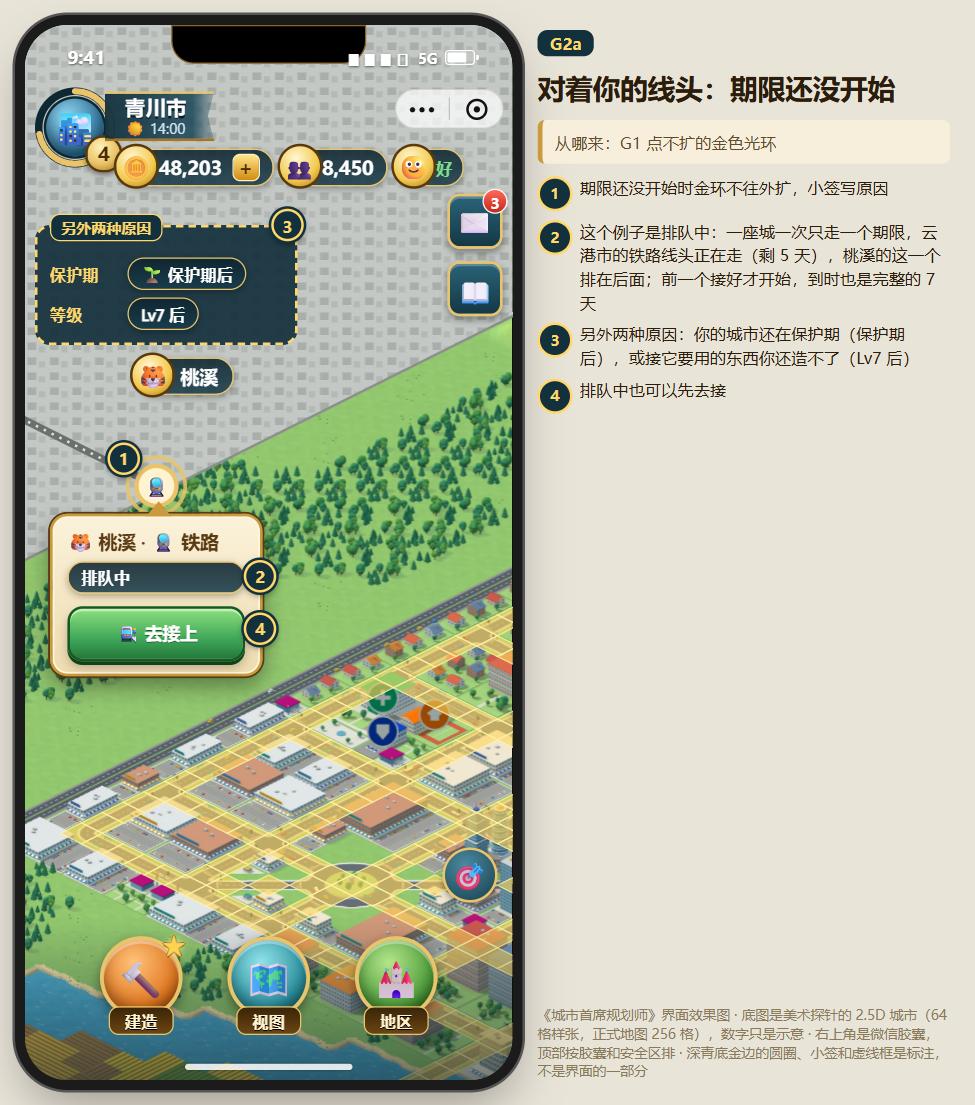 9:41
5G
青川市
14:00
4
48,203
+
8,450
好
3
另外两种原因
3
保护期
保护期后
等级
Lv7 后
桃溪
1
桃溪 · 铁路
排队中
2
去接上
4
建造
视图
地区
G2a
对着你的线头：期限还没开始
从哪来：G1 点不扩的金色光环
1
期限还没开始时金环不往外扩，小签写原因
2
这个例子是排队中：一座城一次只走一个期限，云
港市的铁路线头正在走（剩 5 天），桃溪的这一个
排在后面；前一个接好才开始，到时也是完整的 7
天
3
另外两种原因：你的城市还在保护期（保护期
后），或接它要用的东西你还造不了（Lv7 后）
4
排队中也可以先去接
《城市首席规划师》界面效果图 · 底图是美术探针的 2.5D 城市（64
格样张，正式地图 256 格），数字只是示意 · 右上角是微信胶囊，
顶部按胶囊和安全区排 · 深青底金边的圆圈、小签和虚线框是标注，
不是界面的一部分